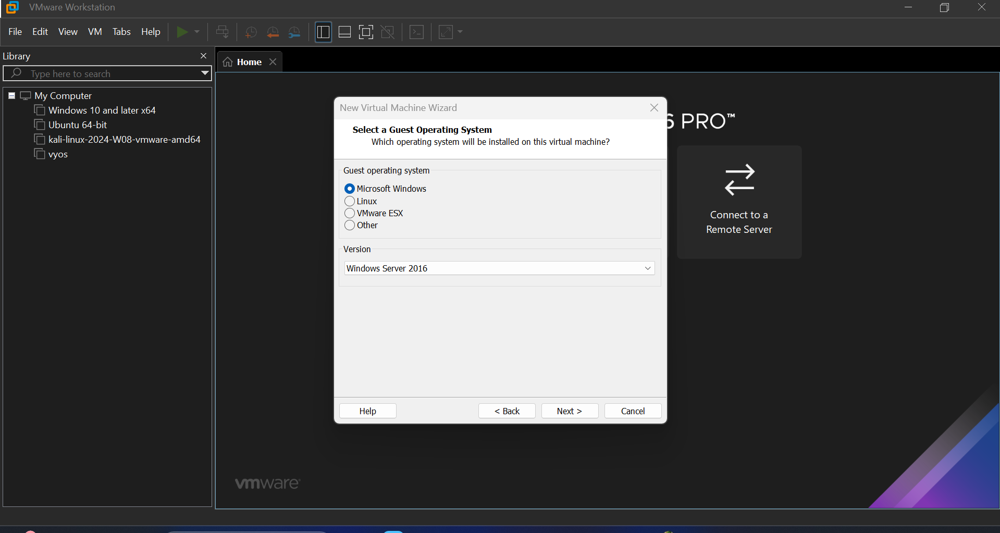 VMware Workstation
File Edit View VM Tabs Help
Library
Type here to search
My Computer
Windows 10 and later x64
Ubuntu 64-bit
kali-linux-2024-W08-vmware-amd64
vyos
Home
PRO™
Connect to a
Remote Server
New Virtual Machine Wizard
Select a Guest Operating System
Which operating system will be installed on this virtual machine?
Guest operating system
Microsoft Windows
Linux
VMware ESX
Other
Version
Windows Server 2016
Help < Back Next > Cancel
vmware